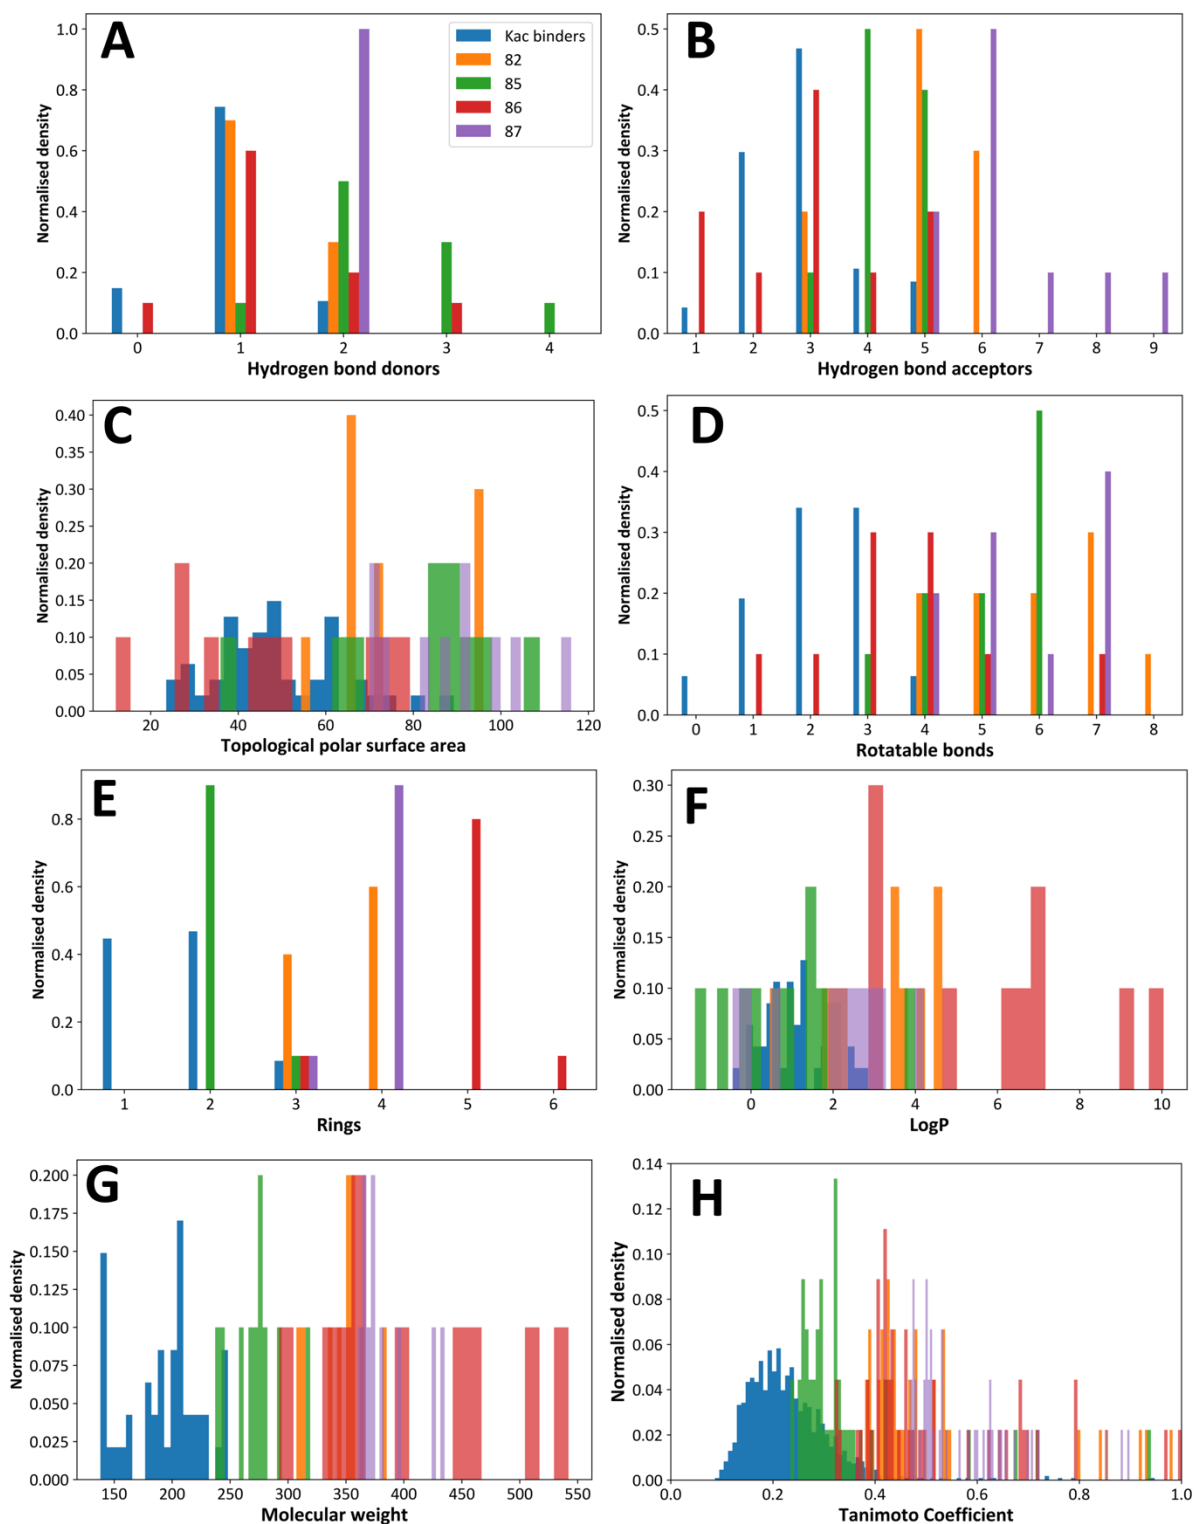 A
Normalised density
1.0
0.8
0.6
0.4
0.2
0.0
0 1 2 3 4
Hydrogen bond donors
Kac binders
82
85
86
87
B
Normalised density
0.5
0.4
0.3
0.2
0.1
0.0
1 2 3 4 5 6 7 8 9
Hydrogen bond acceptors
C
Normalised density
0.40
0.35
0.30
0.25
0.20
0.15
0.10
0.05
0.00
20 40 60 80 100 120
Topological polar surface area
D
Normalised density
0.5
0.4
0.3
0.2
0.1
0.0
0 1 2 3 4 5 6 7 8
Rotatable bonds
E
Normalised density
0.8
0.6
0.4
0.2
0.0
1 2 3 4 5 6
Rings
F
Normalised density
0.30
0.25
0.20
0.15
0.10
0.05
0.00
0 2 4 6 8 10
LogP
G
Normalised density
0.200
0.175
0.150
0.125
0.100
0.075
0.050
0.025
0.000
150 200 250 300 350 400 450 500 550
Molecular weight
H
Normalised density
0.14
0.12
0.10
0.08
0.06
0.04
0.02
0.00
0.0 0.2 0.4 0.6 0.8 1.0
Tanimoto Coefficient